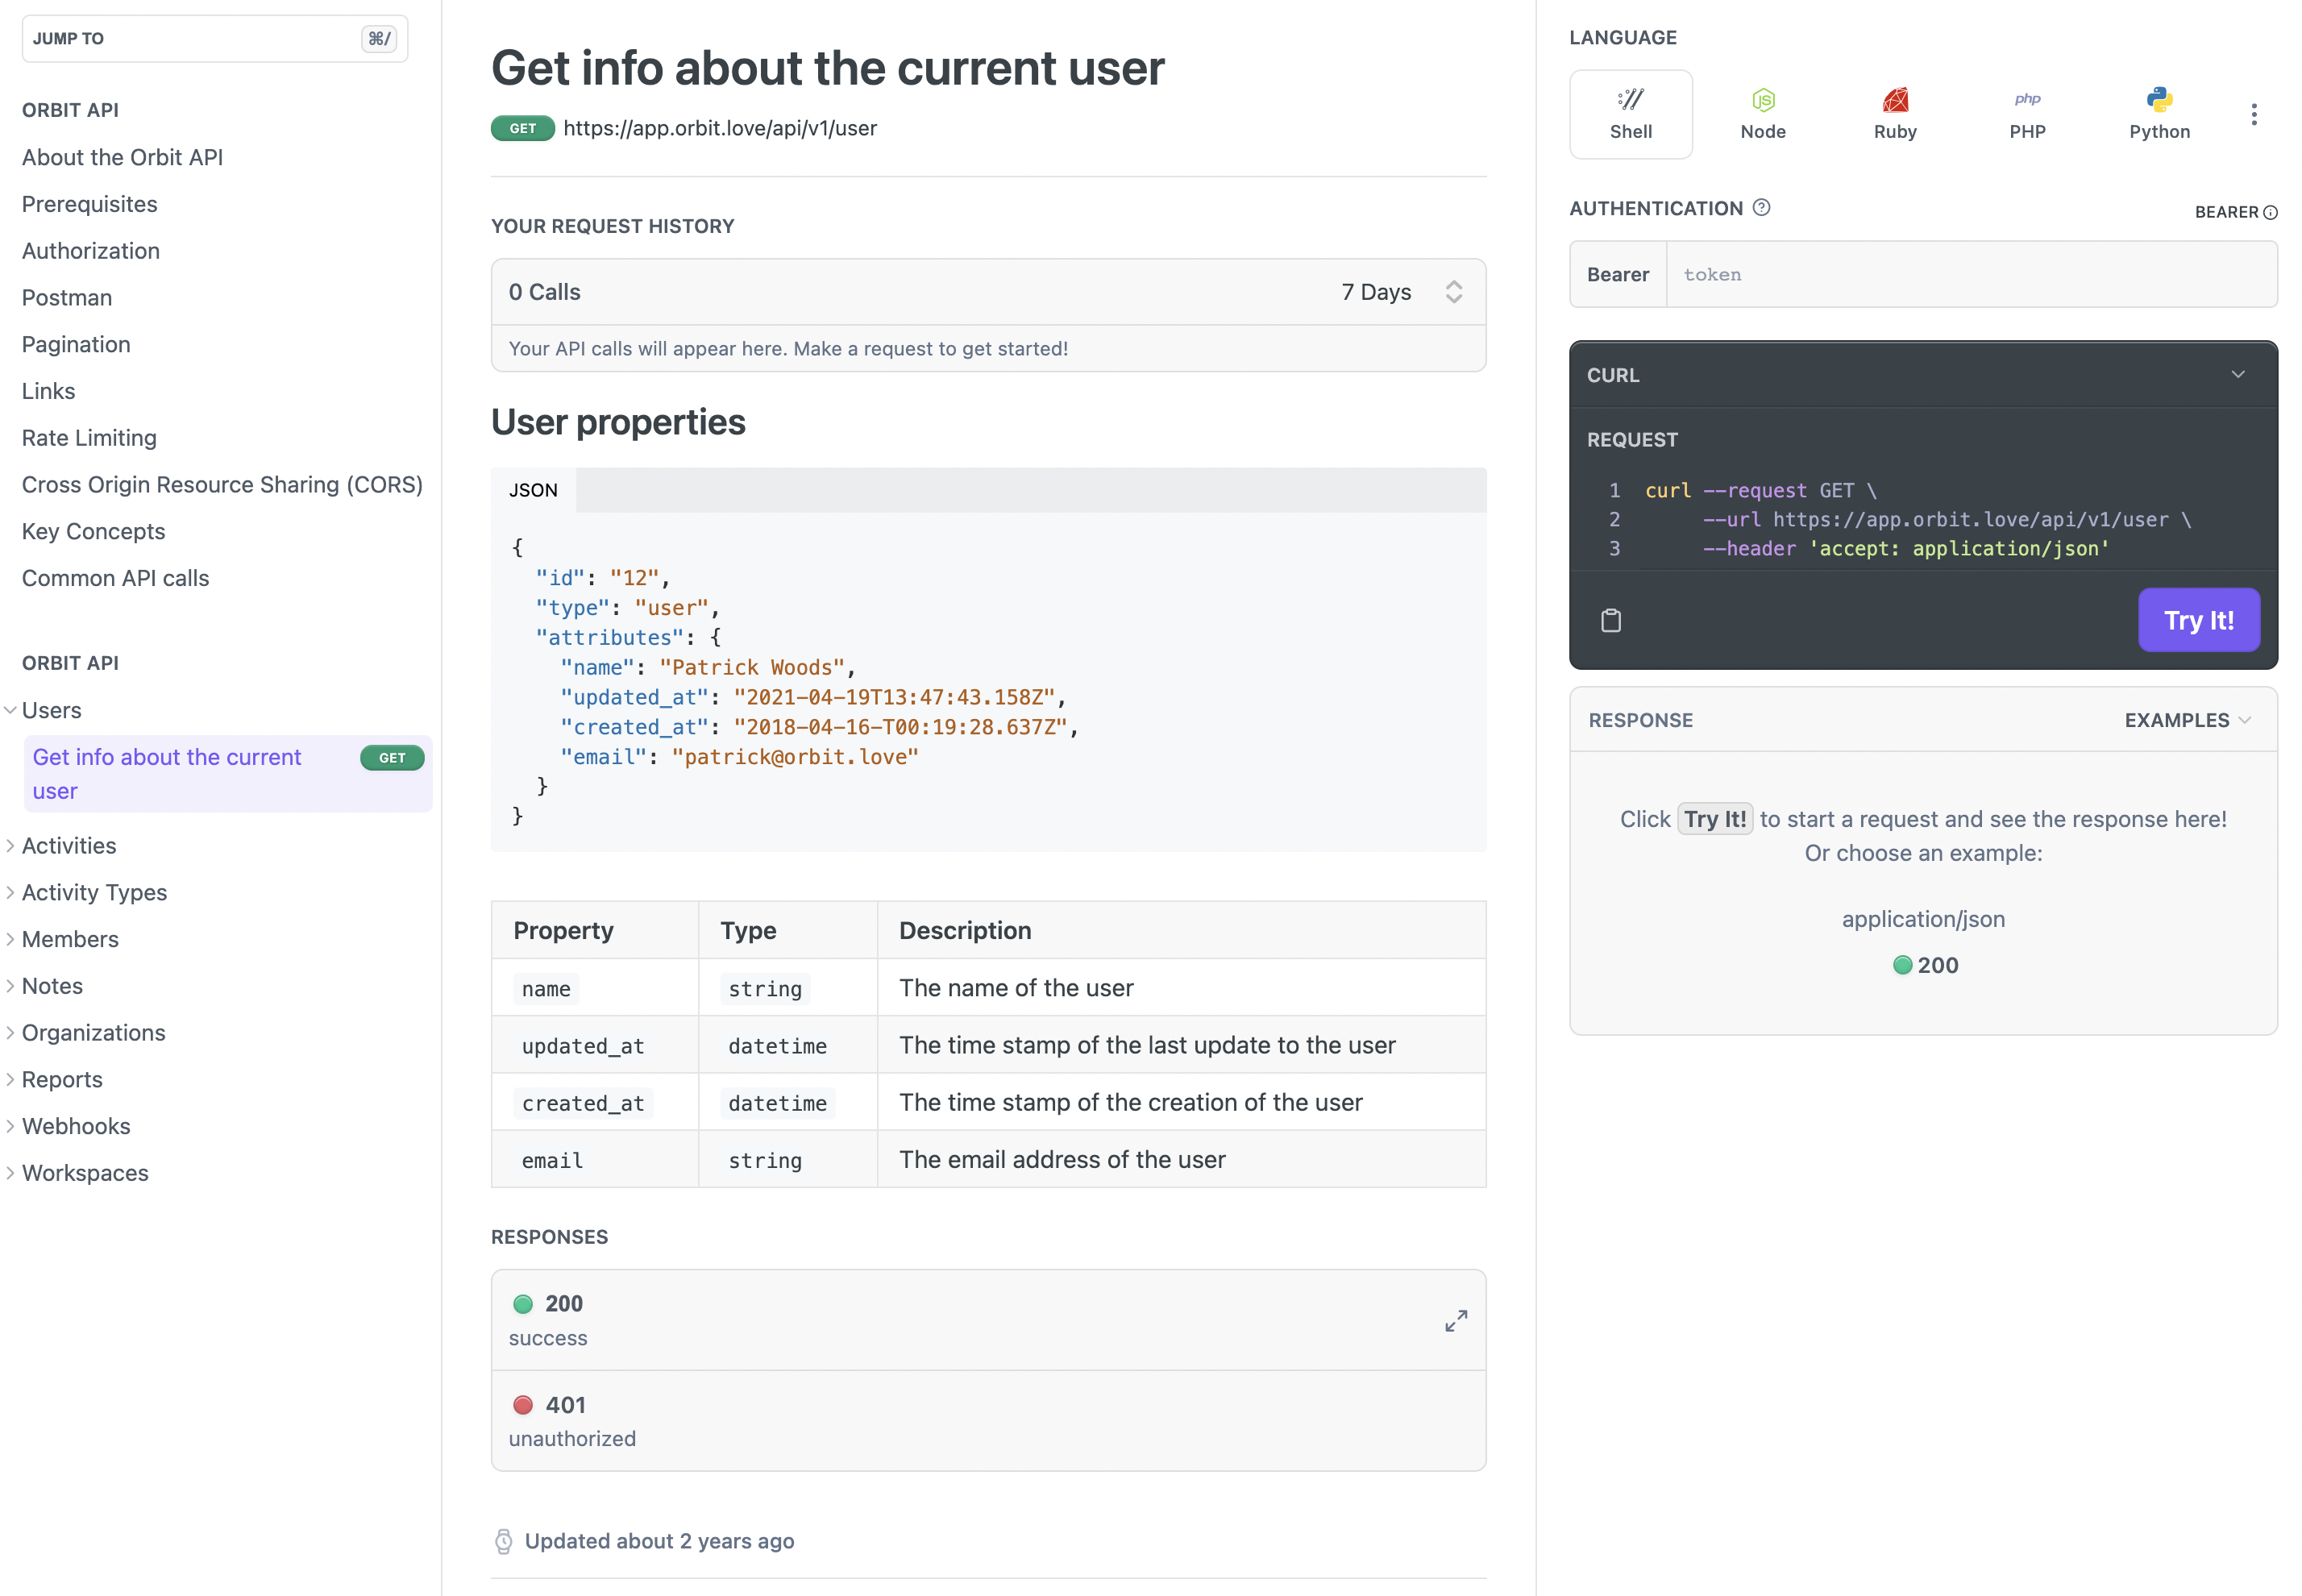 JUMP TO
⌘/
ORBIT API
About the Orbit API
Prerequisites
Authorization
Postman
Pagination
Links
Rate Limiting
Cross Origin Resource Sharing (CORS)
Key Concepts
Common API calls
ORBIT API
Users
Get info about the current
user
GET
Activities
Activity Types
Members
Notes
Organizations
Reports
Webhooks
Workspaces
Get info about the current user
GET https://app.orbit.love/api/v1/user
YOUR REQUEST HISTORY
0 Calls 7 Days
Your API calls will appear here. Make a request to get started!
User properties
JSON
{
"id": "12",
"type": "user",
"attributes": {
"name": "Patrick Woods",
"updated_at": "2021-04-19T13:47:43.158Z",
"created_at": "2018-04-16-T00:19:28.637Z",
"email": "patrick@orbit.love"
}
}
Property Type Description
name string The name of the user
updated_at datetime The time stamp of the last update to the user
created_at datetime The time stamp of the creation of the user
email string The email address of the user
RESPONSES
200
success
401
unauthorized
Updated about 2 years ago
LANGUAGE
Shell
JS
Node
Ruby
php
PHP
Python
AUTHENTICATION ?
BEARER
Bearer token
CURL
REQUEST
1 curl --request GET \
2 --url https://app.orbit.love/api/v1/user \
3 --header 'accept: application/json'
Try It!
RESPONSE EXAMPLES
Click Try It! to start a request and see the response here!
Or choose an example:
application/json
200